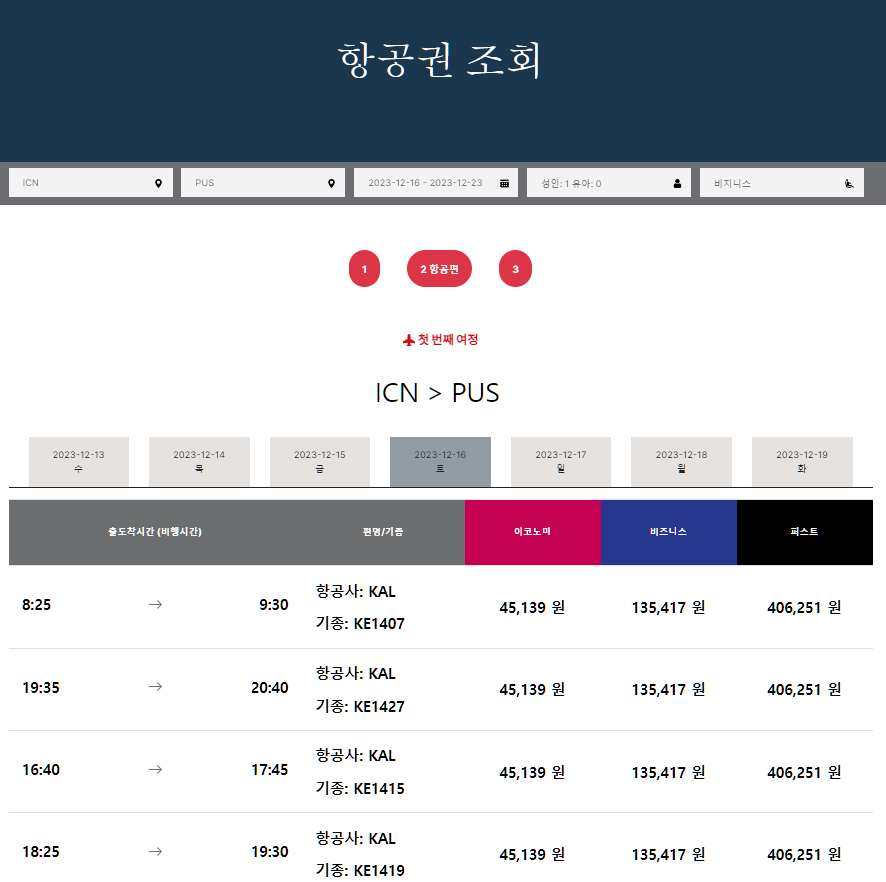 항공권 조회
ICN PUS 2023-12-16 - 2023-12-23 성인: 1 유아: 0 비지니스
1 2 항공편 3
첫 번째 여정
ICN > PUS
2023-12-13 2023-12-14 2023-12-15 2023-12-16 2023-12-17 2023-12-18 2023-12-19
수 목 금 토 일 월 화
출도착시간 (비행시간) 편명/기종 이코노미 비즈니스 퍼스트
항공사: KAL
8:25 → 9:30 45,139 원 135,417 원 406,251 원
기종: KE1407
항공사: KAL
19:35 → 20:40 45,139 원 135,417 원 406,251 원
기종: KE1427
항공사: KAL
16:40 → 17:45 45,139 원 135,417 원 406,251 원
기종: KE1415
항공사: KAL
18:25 → 19:30 45,139 원 135,417 원 406,251 원
기종: KE1419